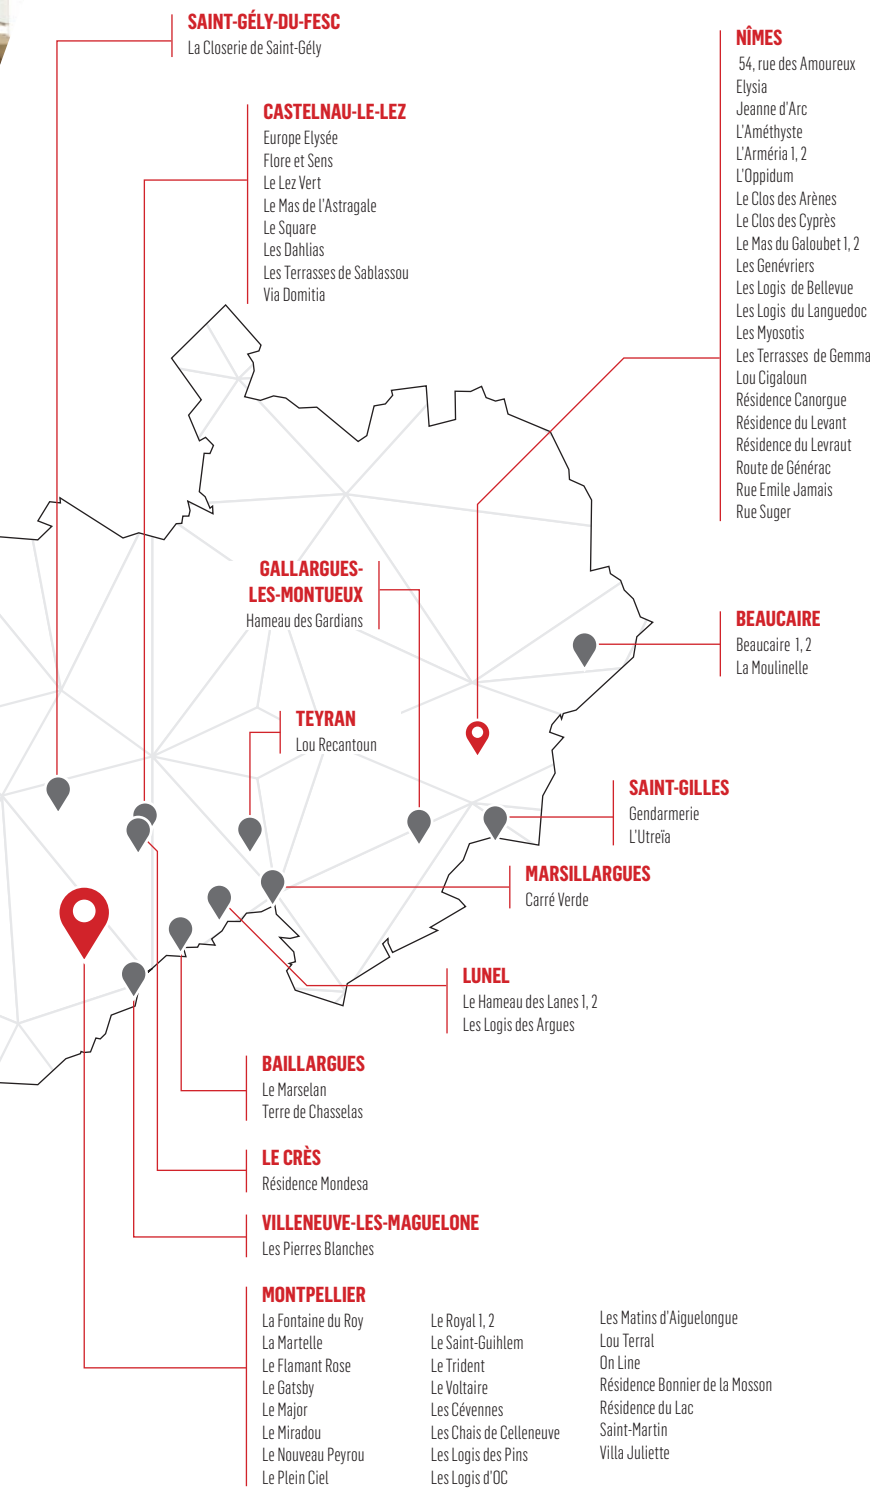 SAINT-GÉLY-DU-FESC
La Closerie de Saint-Gély
CASTELNAU-LE-LEZ
Europe Elysée
Flore et Sens
Le Lez Vert
Le Mas de l'Astragale
Le Square
Les Dahlias
Les Terrasses de Sablassou
Via Domitia
NÎMES
54, rue des Amoureux
Elysia
Jeanne d'Arc
L'Améthyste
L'Arméria 1, 2
L'Oppidum
Le Clos des Arènes
Le Clos des Cyprès
Le Mas du Galoubet 1, 2
Les Genévriers
Les Logis de Bellevue
Les Logis du Languedoc
Les Myosotis
Les Terrasses de Gemma
Lou Cigaloun
Résidence Canorgue
Résidence du Levant
Résidence du Levraut
Route de Générac
Rue Emile Jamais
Rue Suger
GALLARGUES-
LES-MONTUEUX
Hameau des Gardians
BEAUCAIRE
Beaucaire 1, 2
La Moulinelle
TEYRAN
Lou Recantoun
SAINT-GILLES
Gendarmerie
L'Utreïa
MARSILLARGUES
Carré Verde
LUNEL
Le Hameau des Lanes 1, 2
Les Logis des Argues
BAILLARGUES
Le Marselan
Terre de Chasselas
LE CRÈS
Résidence Mondesa
VILLENEUVE-LES-MAGUELONE
Les Pierres Blanches
MONTPELLIER
La Fontaine du Roy
La Martelle
Le Flamant Rose
Le Gatsby
Le Major
Le Miradou
Le Nouveau Peyrou
Le Plein Ciel
Le Royal 1, 2
Le Saint-Guihlem
Le Trident
Le Voltaire
Les Cévennes
Les Chais de Celleneuve
Les Logis des Pins
Les Logis d'OC
Les Matins d'Aiguelongue
Lou Terral
On Line
Résidence Bonnier de la Mosson
Résidence du Lac
Saint-Martin
Villa Juliette